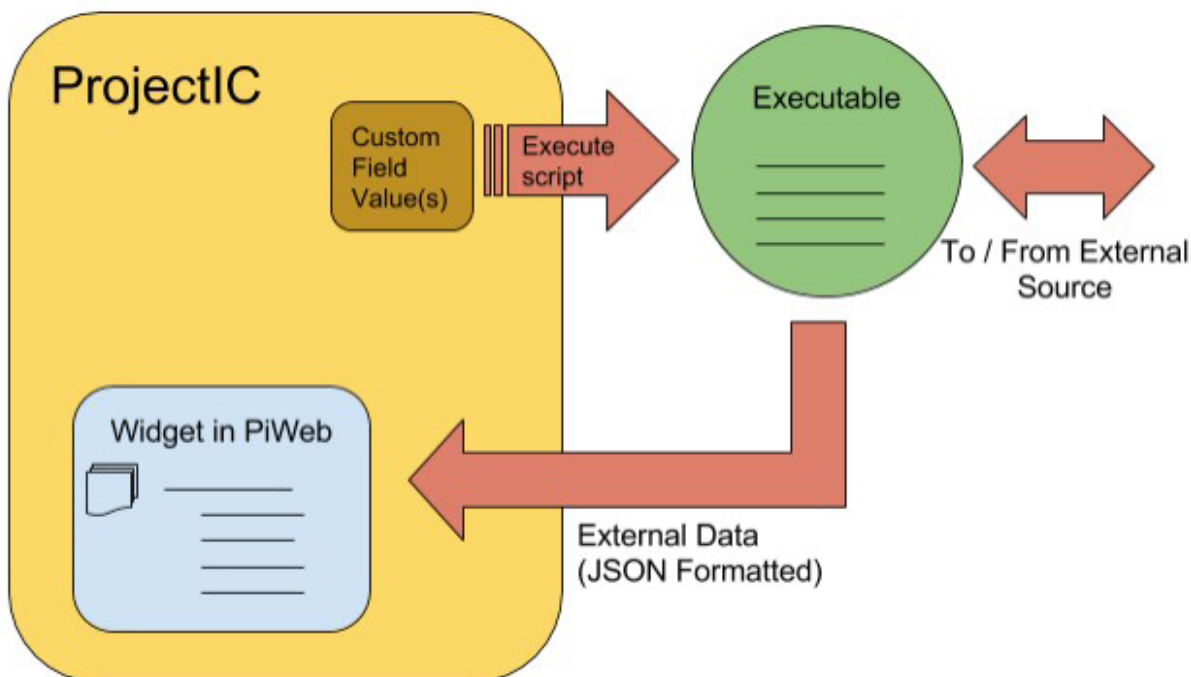 ProjectIC
Custom
Field
Value(s)
Execute
script
Executable
To / From External
Source
Widget in PiWeb
External Data
(JSON Formatted)